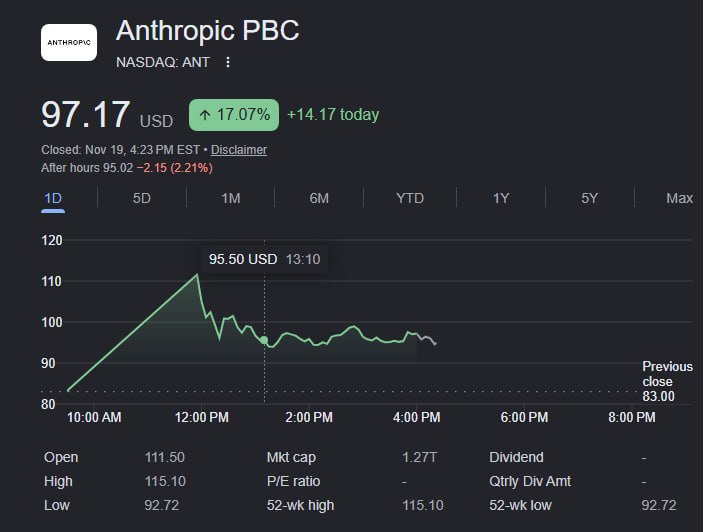 ANTHROP\C
Anthropic PBC
NASDAQ: ANT
97.17 USD ↑ 17.07% +14.17 today
Closed: Nov 19, 4:23 PM EST • Disclaimer
After hours 95.02 −2.15 (2.21%)
1D 5D 1M 6M YTD 1Y 5Y Max
120
95.50 USD 13:10
110
100
90
Previous
close
83.00
80
10:00 AM 12:00 PM 2:00 PM 4:00 PM 6:00 PM 8:00 PM
Open 111.50 Mkt cap 1.27T Dividend -
High 115.10 P/E ratio - Qtrly Div Amt -
Low 92.72 52-wk high 115.10 52-wk low 92.72